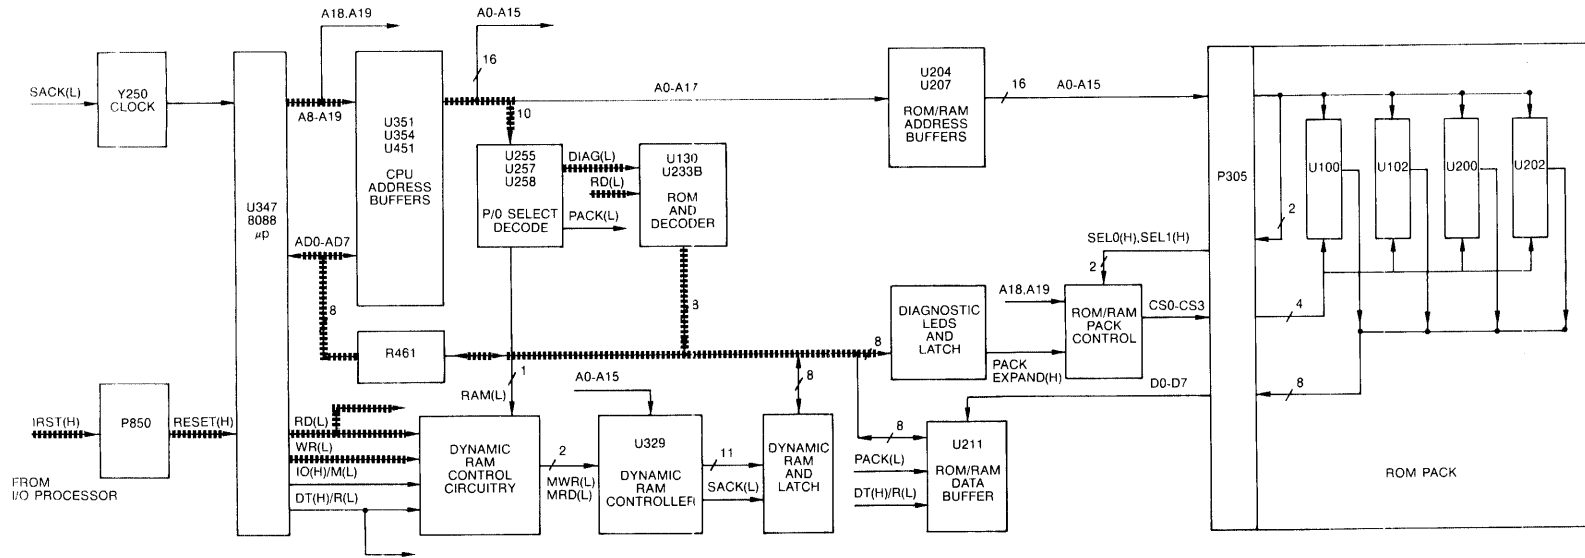 A18,A19
A0-A15
SACK(L)
Y250
CLOCK
A8-A19
U351
U354
U451
CPU
ADDRESS
BUFFERS
16
10
A0-A17
U204
U207
ROM/RAM
ADDRESS
BUFFERS
16
A0-A15
P305
U100
U102
U200
U202
2
U255
U257
U258
P/0 SELECT
DECODE
DIAG(L)
RD(L)
PACK(L)
U130
U233B
ROM
AND
DECODER
U347
8088
μp
AD0-AD7
8
R461
8
SEL0(H),SEL1(H)
2
A18,A19
DIAGNOSTIC
LEDS
AND
LATCH
ROM/RAM
PACK
CONTROL
CS0-CS3
4
8
PACK
EXPAND(H)
D0-D7
8
1
RAM(L)
A0-A15
8
IRST(H)
P850
RESET(H)
RD(L)
WR(L)
IO(H)/M(L)
DT(H)/R(L)
FROM
I/O PROCESSOR
DYNAMIC
RAM
CONTROL
CIRCUITRY
2
MWR(L)
MRD(L)
U329
DYNAMIC
RAM
CONTROLLER
11
SACK(L)
DYNAMIC
RAM
AND
LATCH
8
PACK(L)
DT(H)/R(L)
U211
ROM/RAM
DATA
BUFFER
ROM PACK